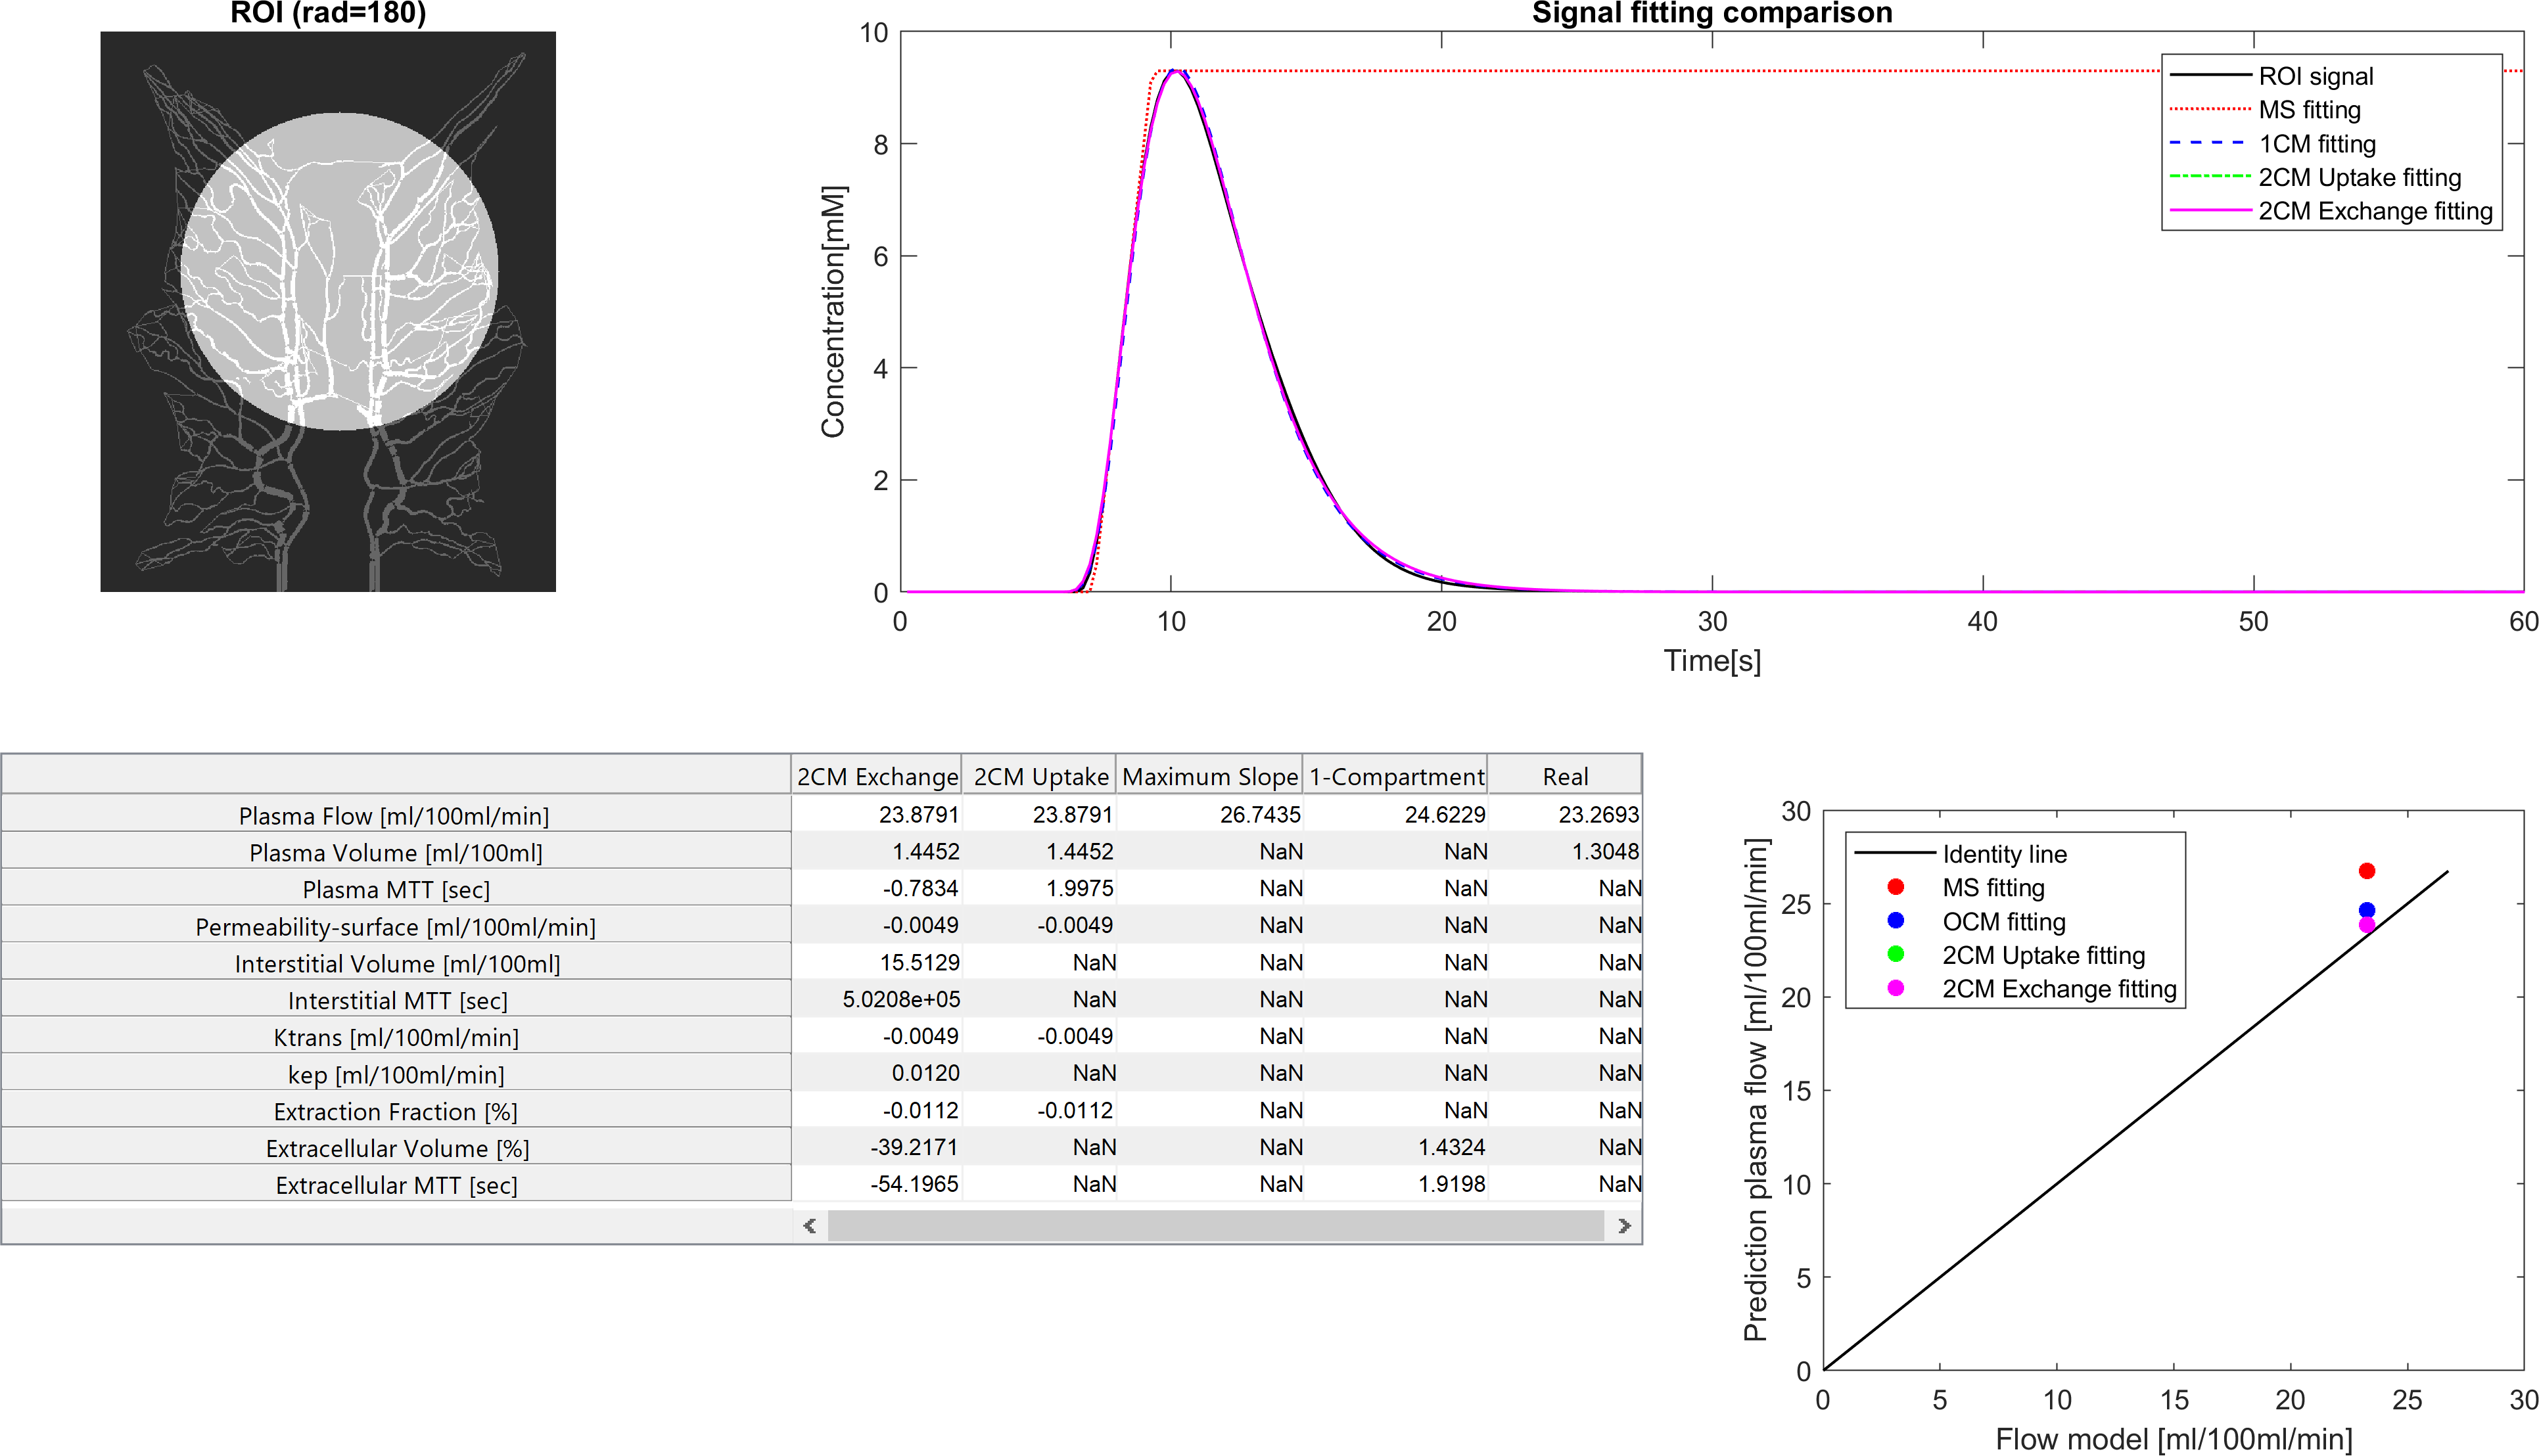 ROI (rad=180)
Signal fitting comparison
10
8
6
4
2
0
Concentration[mM]
0 10 20 30 40 50 60
Time[s]
ROI signal
MS fitting
1CM fitting
2CM Uptake fitting
2CM Exchange fitting
2CM Exchange 2CM Uptake Maximum Slope 1-Compartment Real
Plasma Flow [ml/100ml/min] 23.8791 23.8791 26.7435 24.6229 23.2693
Plasma Volume [ml/100ml] 1.4452 1.4452 NaN NaN 1.3048
Plasma MTT [sec] -0.7834 1.9975 NaN NaN NaN
Permeability-surface [ml/100ml/min] -0.0049 -0.0049 NaN NaN NaN
Interstitial Volume [ml/100ml] 15.5129 NaN NaN NaN NaN
Interstitial MTT [sec] 5.0208e+05 NaN NaN NaN NaN
Ktrans [ml/100ml/min] -0.0049 -0.0049 NaN NaN NaN
kep [ml/100ml/min] 0.0120 NaN NaN NaN NaN
Extraction Fraction [%] -0.0112 -0.0112 NaN NaN NaN
Extracellular Volume [%] -39.2171 NaN NaN 1.4324 NaN
Extracellular MTT [sec] -54.1965 NaN NaN 1.9198 NaN
30
25
20
15
10
5
0
Prediction plasma flow [ml/100ml/min]
Identity line
MS fitting
OCM fitting
2CM Uptake fitting
2CM Exchange fitting
0 5 10 15 20 25 30
Flow model [ml/100ml/min]